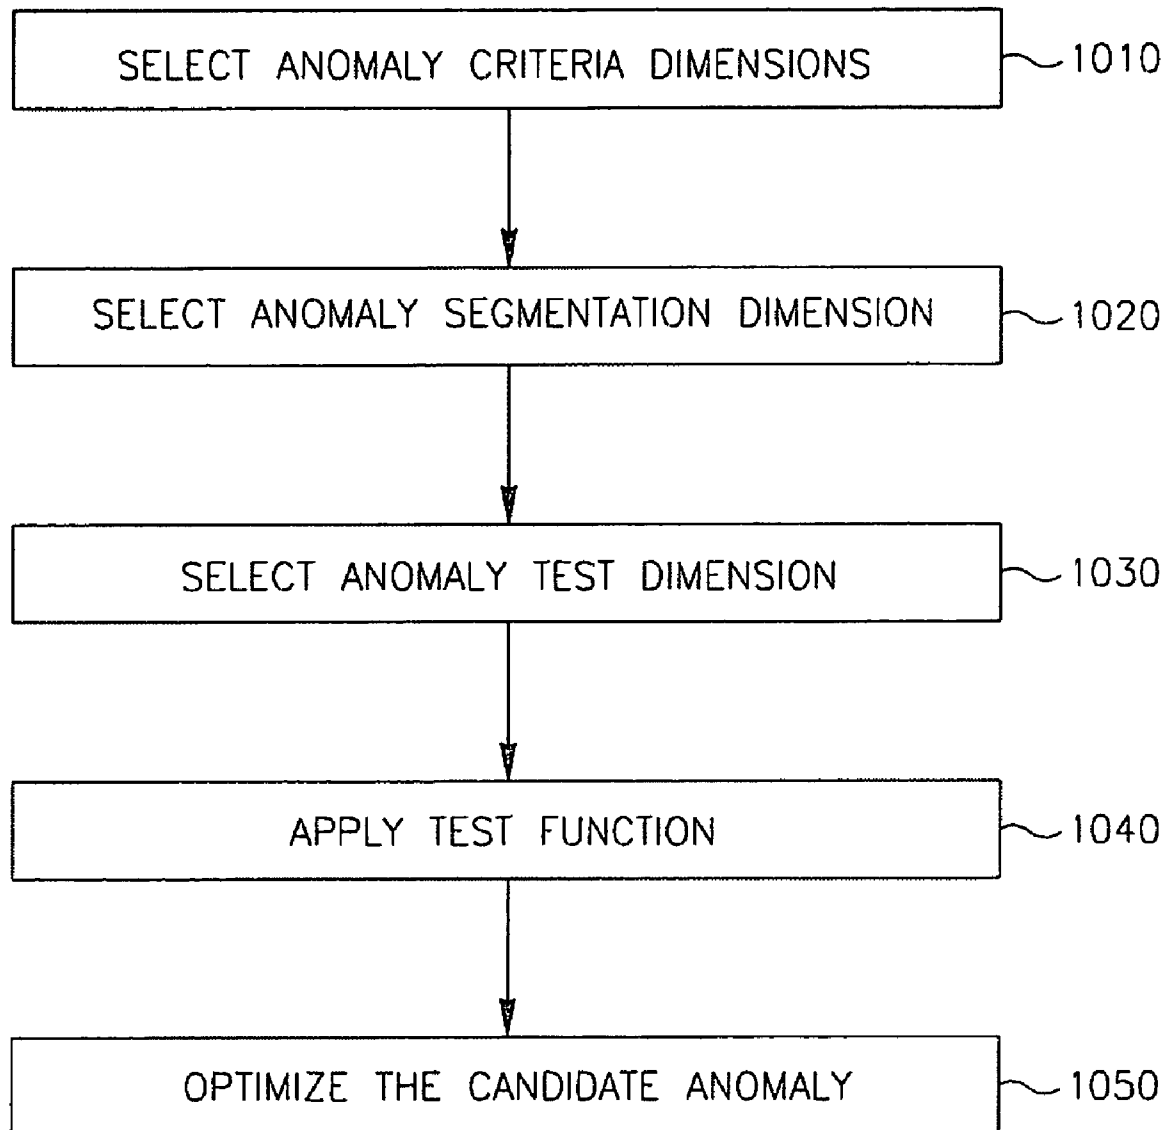 SELECT ANOMALY CRITERIA DIMENSIONS 1010
SELECT ANOMALY SEGMENTATION DIMENSION 1020
SELECT ANOMALY TEST DIMENSION 1030
APPLY TEST FUNCTION 1040
OPTIMIZE THE CANDIDATE ANOMALY 1050